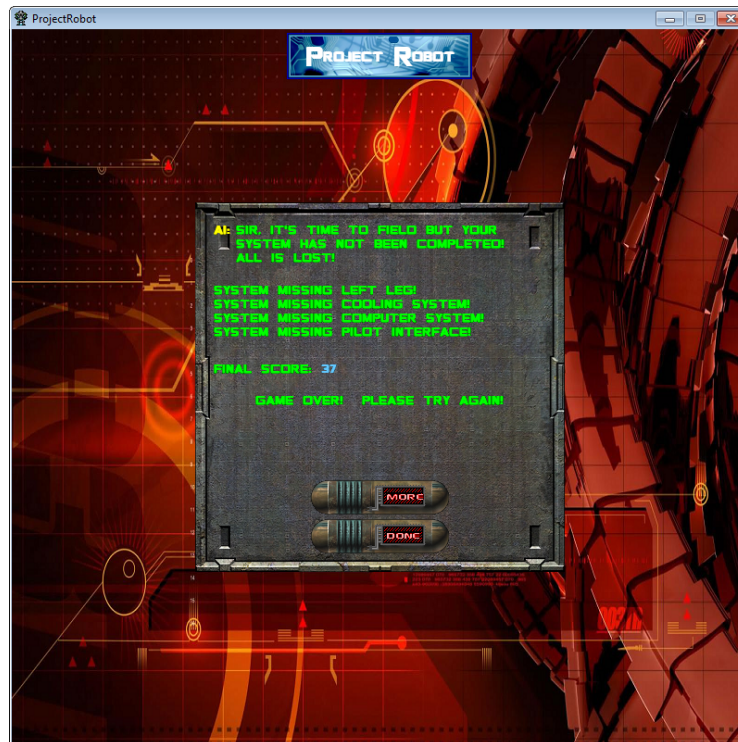 ProjectRobot
Project Robot
AI: SIR, IT'S TIME TO FIELD BUT YOUR
SYSTEM HAS NOT BEEN COMPLETED!
ALL IS LOST!
SYSTEM MISSING LEFT LEG!
SYSTEM MISSING COOLING SYSTEM!
SYSTEM MISSING COMPUTER SYSTEM!
SYSTEM MISSING PILOT INTERFACE!
FINAL SCORE: 37
GAME OVER! PLEASE TRY AGAIN!
MORE
DONE